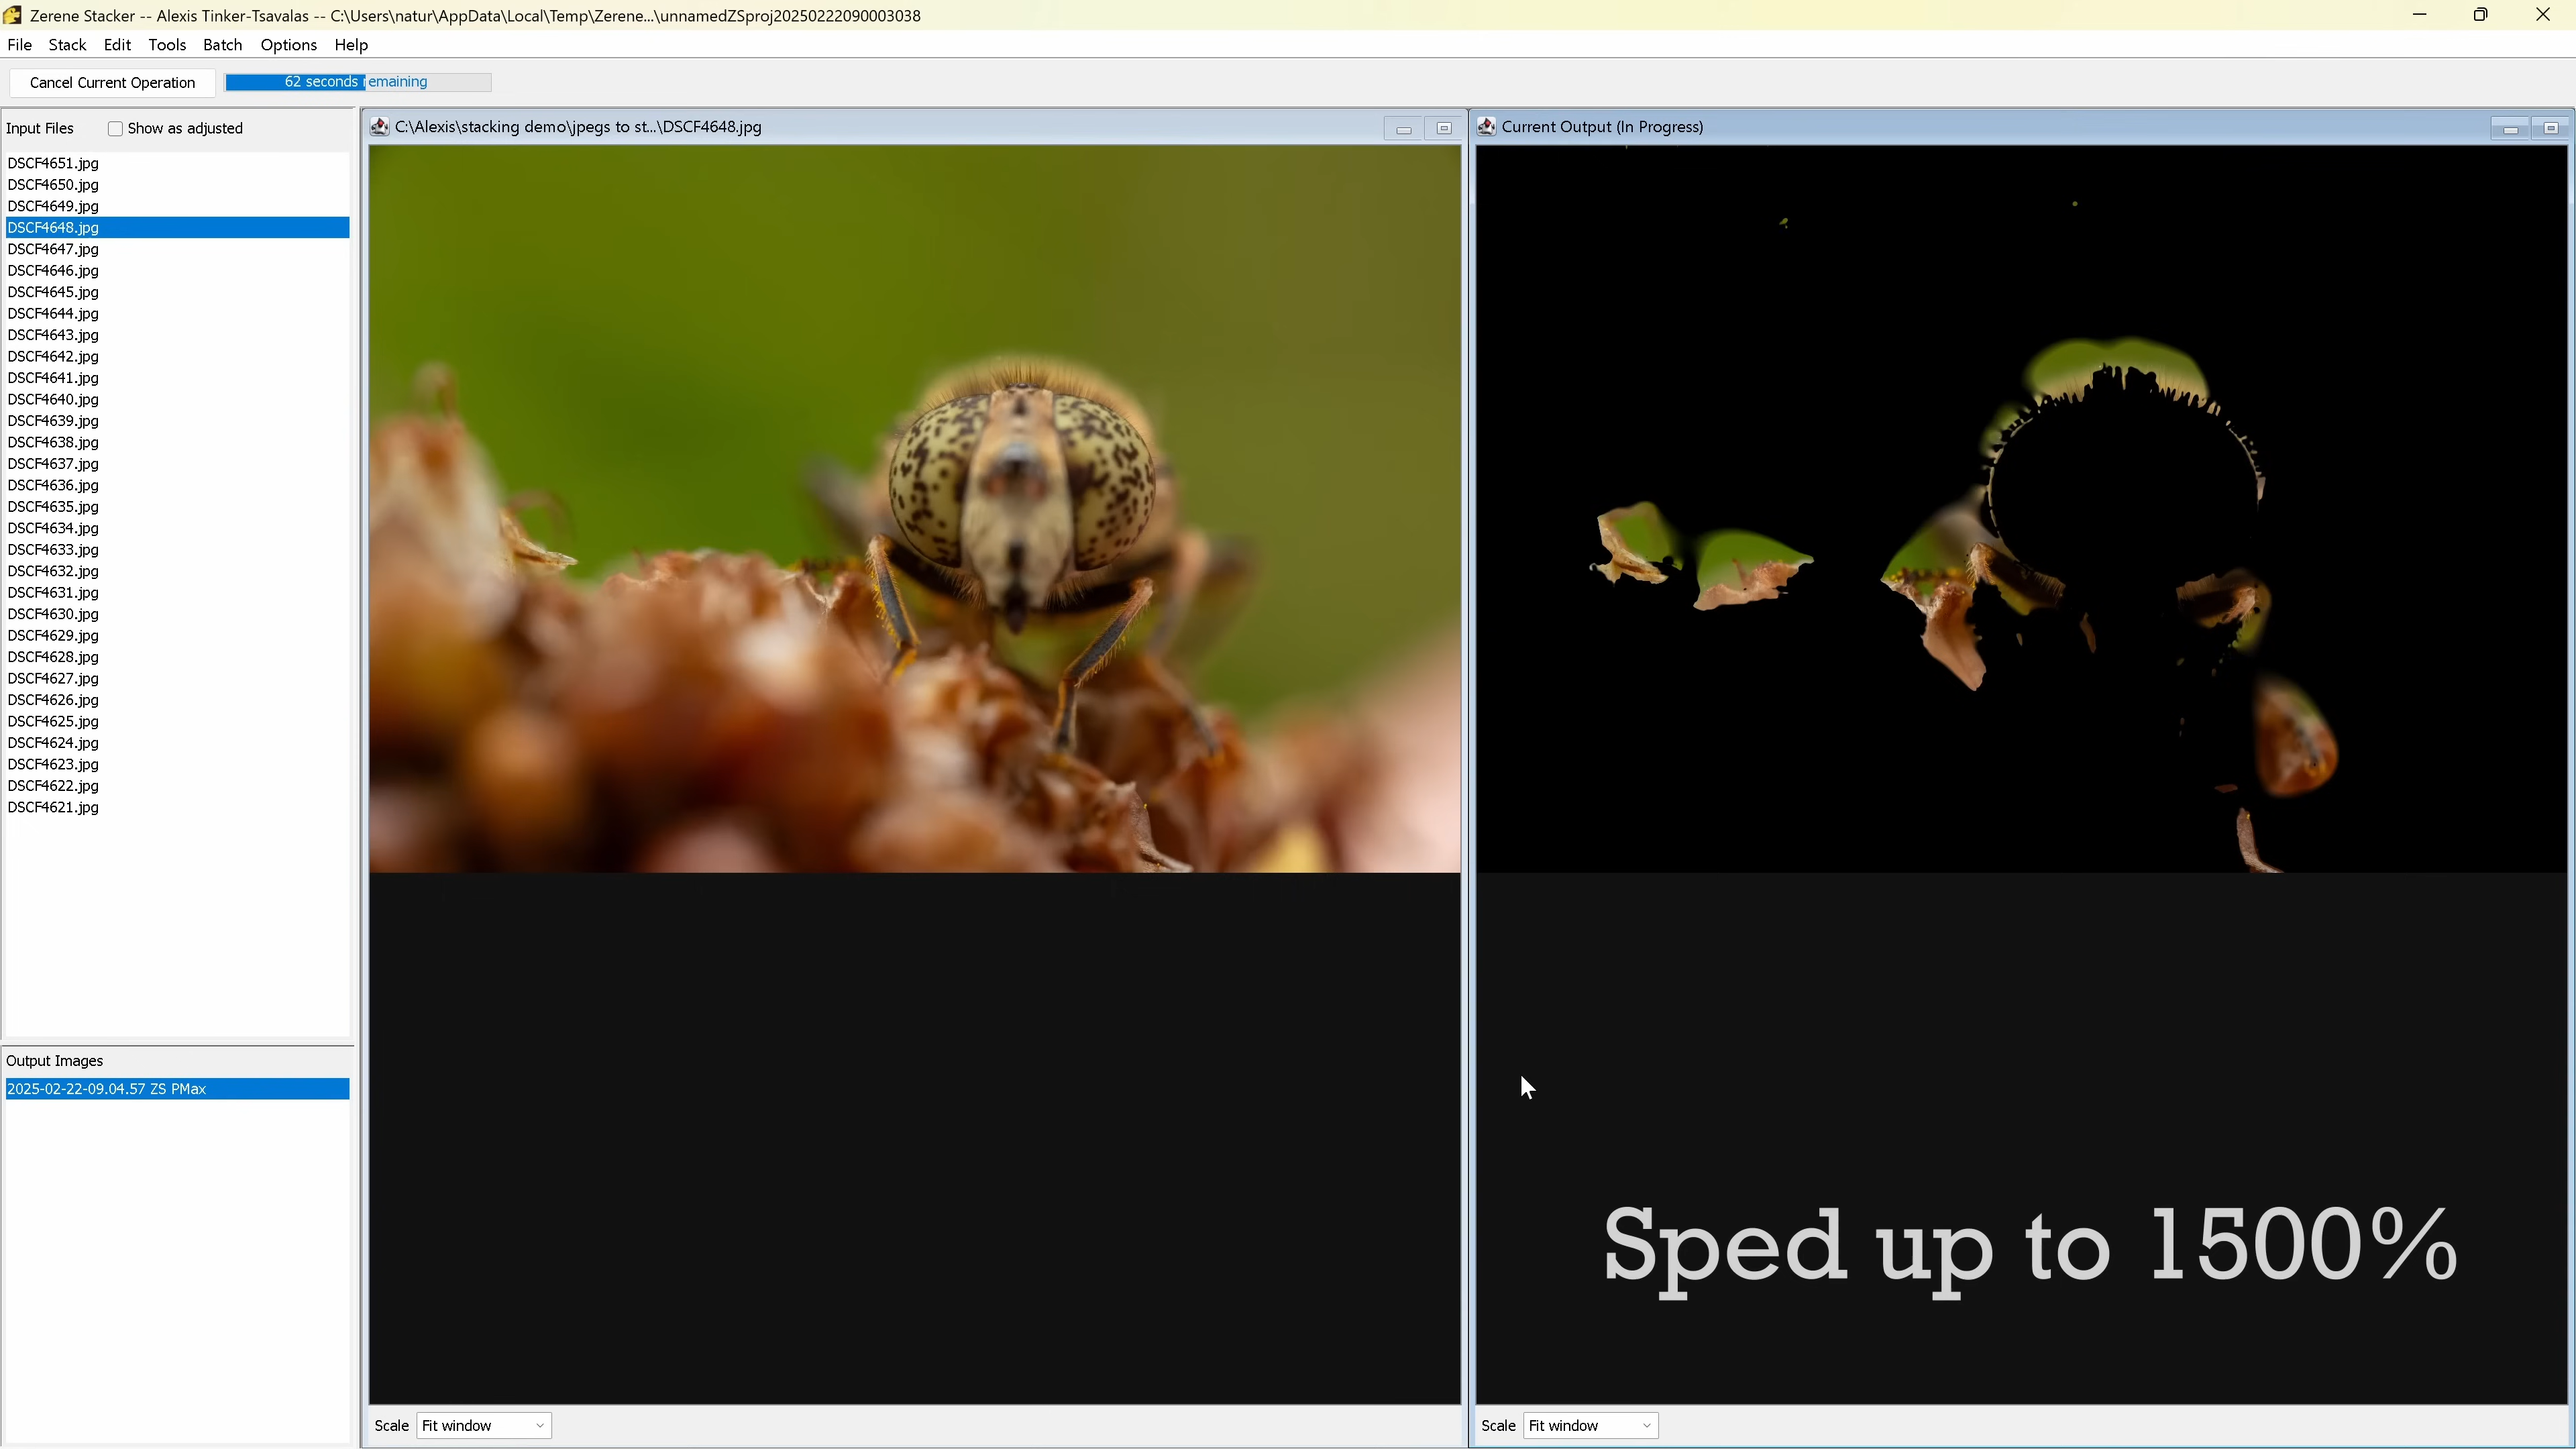 Zerene Stacker -- Alexis Tinker-Tsavalas -- C:\Users\natur\AppData\Local\Temp\Zerene...\unnamedZSproj20250222090003038
File Stack Edit Tools Batch Options Help
Cancel Current Operation
62 seconds remaining
Input Files
Show as adjusted
DSCF4651.jpg
DSCF4650.jpg
DSCF4649.jpg
DSCF4648.jpg
DSCF4647.jpg
DSCF4646.jpg
DSCF4645.jpg
DSCF4644.jpg
DSCF4643.jpg
DSCF4642.jpg
DSCF4641.jpg
DSCF4640.jpg
DSCF4639.jpg
DSCF4638.jpg
DSCF4637.jpg
DSCF4636.jpg
DSCF4635.jpg
DSCF4634.jpg
DSCF4633.jpg
DSCF4632.jpg
DSCF4631.jpg
DSCF4630.jpg
DSCF4629.jpg
DSCF4628.jpg
DSCF4627.jpg
DSCF4626.jpg
DSCF4625.jpg
DSCF4624.jpg
DSCF4623.jpg
DSCF4622.jpg
DSCF4621.jpg
Output Images
2025-02-22-09.04.57 ZS PMax
C:\Alexis\stacking demo\jpegs to st...\DSCF4648.jpg
Scale Fit window
Current Output (In Progress)
Sped up to 1500%
Scale Fit window